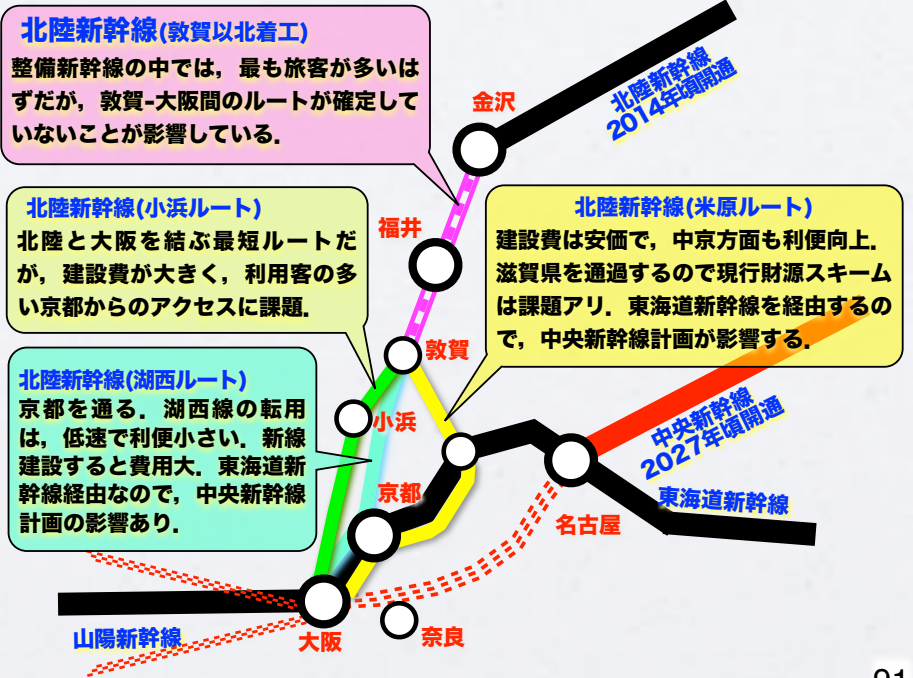 北陸新幹線(敦賀以北着工)
整備新幹線の中では，最も旅客が多いは
ずだが，敦賀-大阪間のルートが確定して
いないことが影響している．
金沢
北陸新幹線
2014年頃開通
北陸新幹線(小浜ルート)
北陸と大阪を結ぶ最短ルートだ
が，建設費が大きく，利用客の多
い京都からのアクセスに課題．
福井
北陸新幹線(米原ルート)
建設費は安価で，中京方面も利便向上．
滋賀県を通過するので現行財源スキーム
は課題アリ．東海道新幹線を経由するの
で，中央新幹線計画が影響する．
敦賀
北陸新幹線(湖西ルート)
京都を通る．湖西線の転用
は，低速で利便小さい．新線
建設すると費用大．東海道新
幹線経由なので，中央新幹線
計画の影響あり．
小浜
中央新幹線
2027年頃開通
京都
東海道新幹線
名古屋
山陽新幹線
大阪
奈良
91